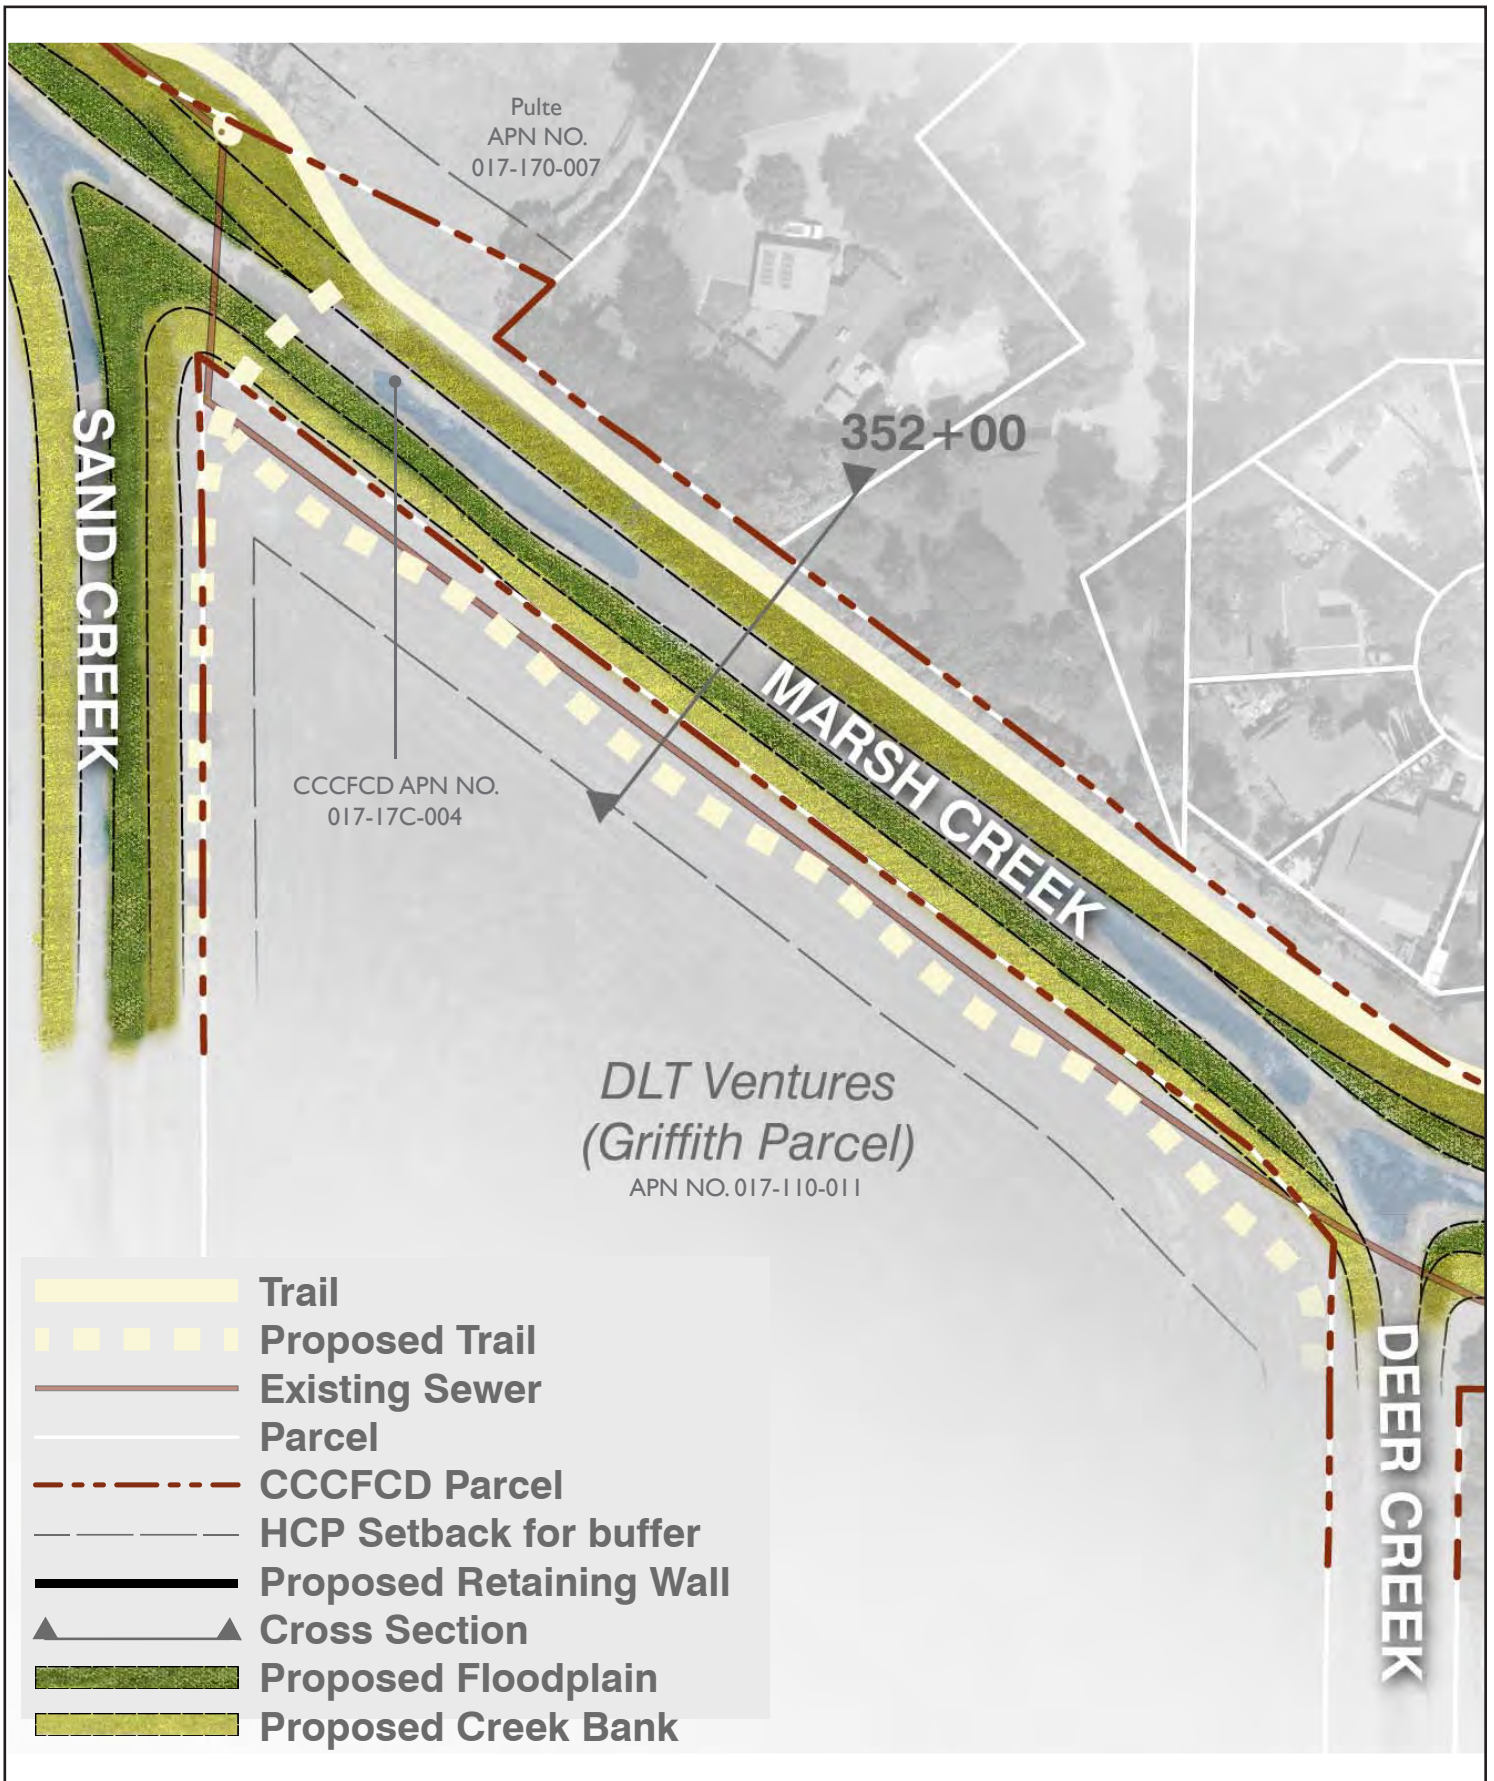 Pulte
APN NO.
017-170-007
352+00
SAND CREEK
MARSH CREEK
CCCFCD APN NO.
017-17C-004
DLT Ventures
(Griffith Parcel)
APN NO. 017-110-011
DEER CREEK
Trail
Proposed Trail
Existing Sewer
Parcel
CCCFCD Parcel
HCP Setback for buffer
Proposed Retaining Wall
Cross Section
Proposed Floodplain
Proposed Creek Bank